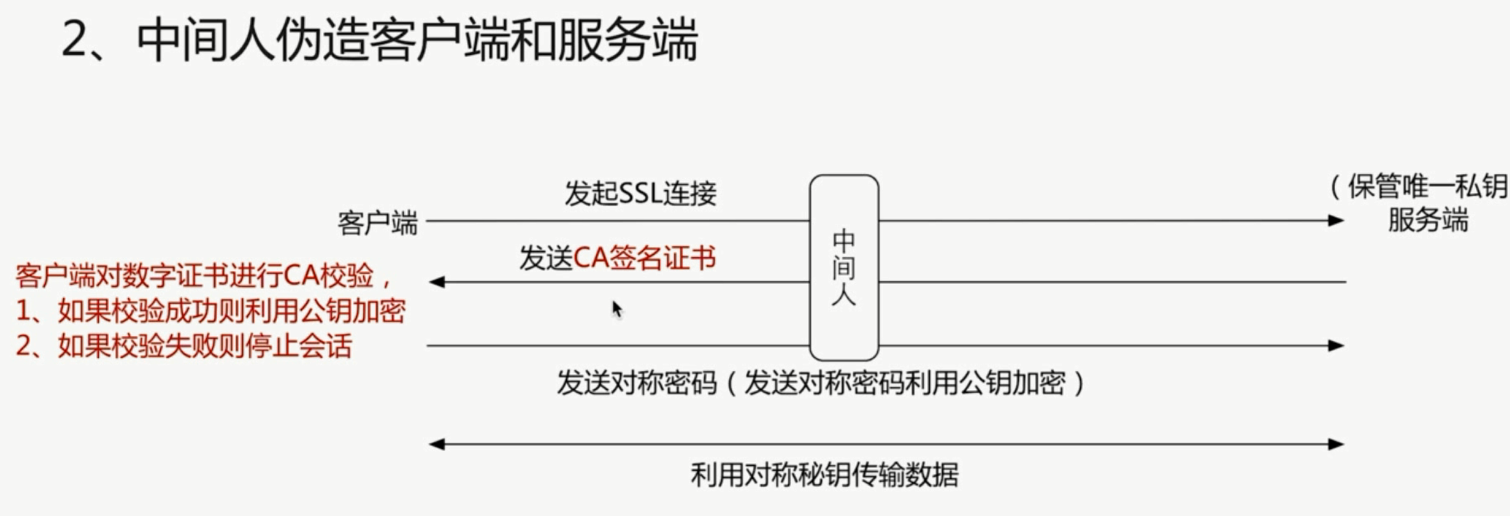 2、中间人伪造客户端和服务端
发起SSL连接
（保管唯一私钥
服务端
客户端
中间人
发送CA签名证书
客户端对数字证书进行CA校验，
1、如果校验成功则利用公钥加密
2、如果校验失败则停止会话
发送对称密码（发送对称密码利用公钥加密）
利用对称秘钥传输数据